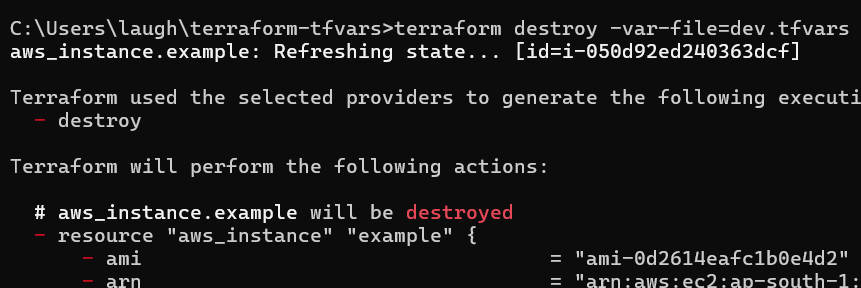 C:\Users\laugh\terraform-tfvars>terraform destroy -var-file=dev.tfvars
aws_instance.example: Refreshing state... [id=i-050d92ed240363dcf]
Terraform used the selected providers to generate the following executi
- destroy
Terraform will perform the following actions:
# aws_instance.example will be destroyed
- resource "aws_instance" "example" {
- ami = "ami-0d2614eafc1b0e4d2"
- arn = "arn:aws:ec2:ap-south-1: